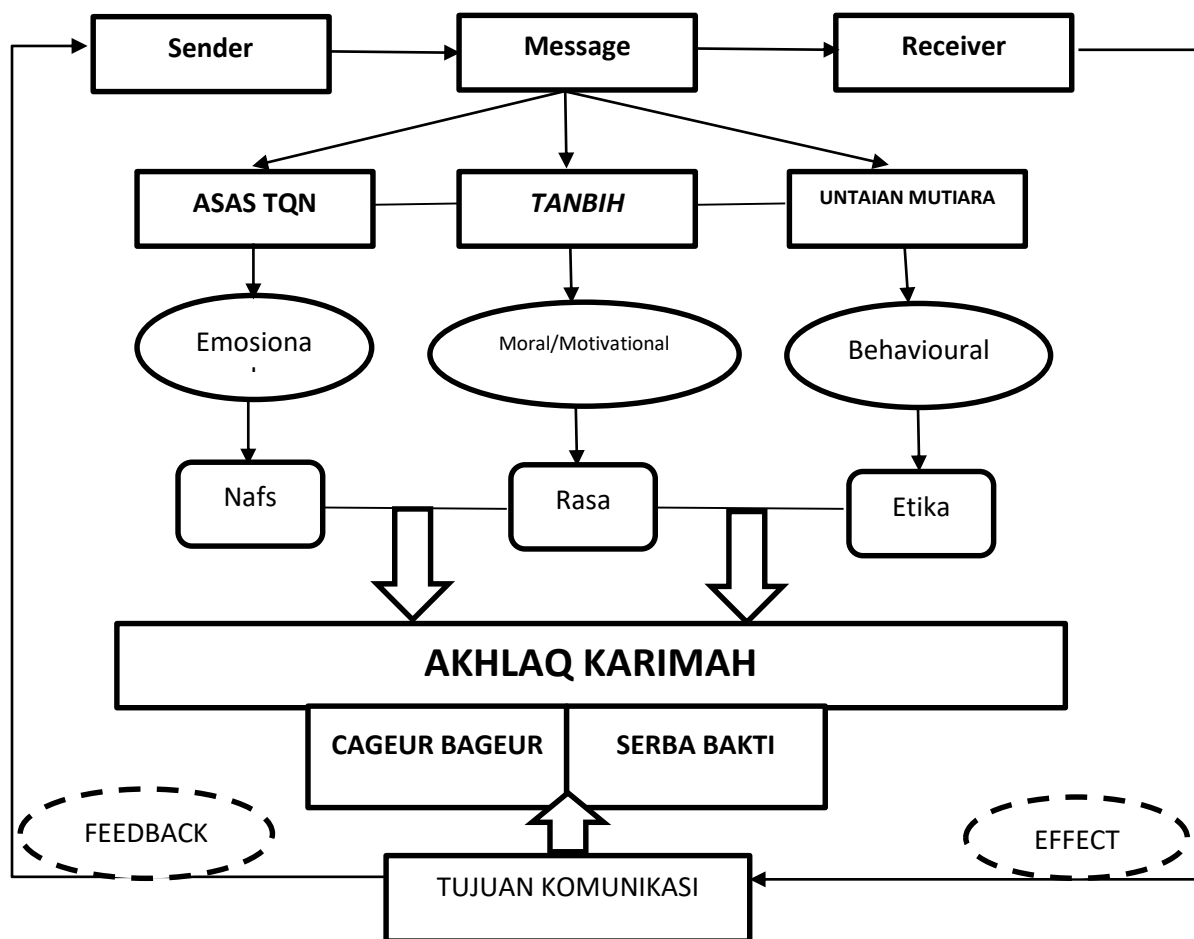 Sender
Message
Receiver
ASAS TQN
TANBIH
UNTAIAN MUTIARA
Emosiona
Moral/Motivational
Behavioural
Nafs
Rasa
Etika
AKHLAQ KARIMAH
CAGEUR BAGEUR
SERBA BAKTI
FEEDBACK
EFFECT
TUJUAN KOMUNIKASI